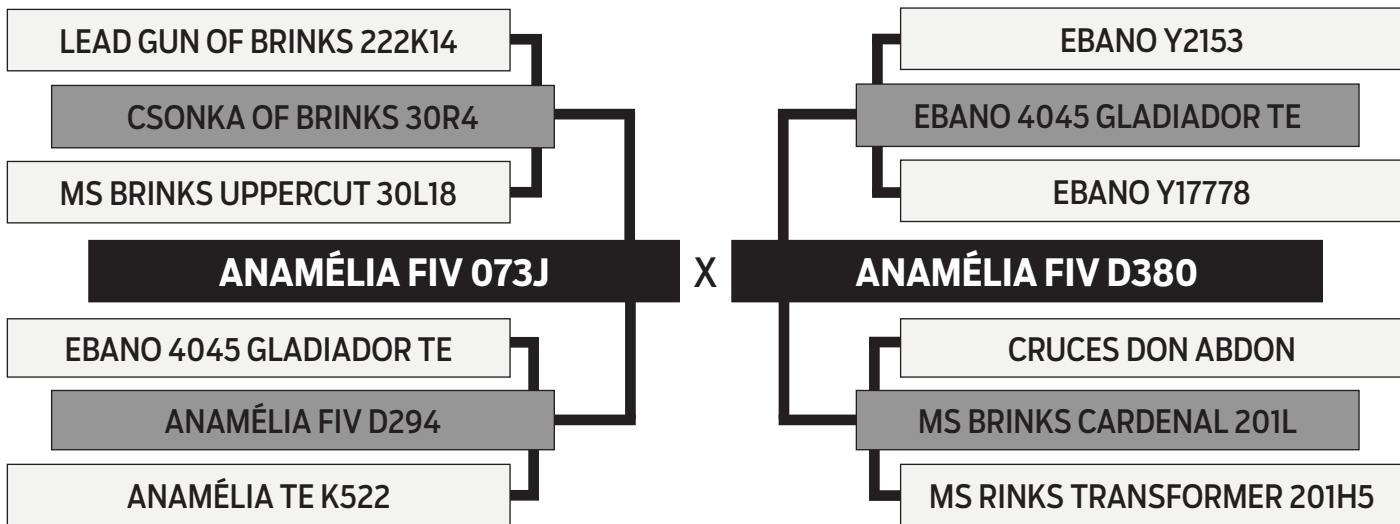 LEAD GUN OF BRINKS 222K14
CSONKA OF BRINKS 30R4
MS BRINKS UPPERCUT 30L18
ANAMÉLIA FIV 073J
EBANO 4045 GLADIADOR TE
ANAMÉLIA FIV D294
ANAMÉLIA TE K522
X
EBANO Y2153
EBANO 4045 GLADIADOR TE
EBANO Y17778
ANAMÉLIA FIV D380
CRUCES DON ABDON
MS BRINKS CARDENAL 201L
MS RINKS TRANSFORMER 201H5